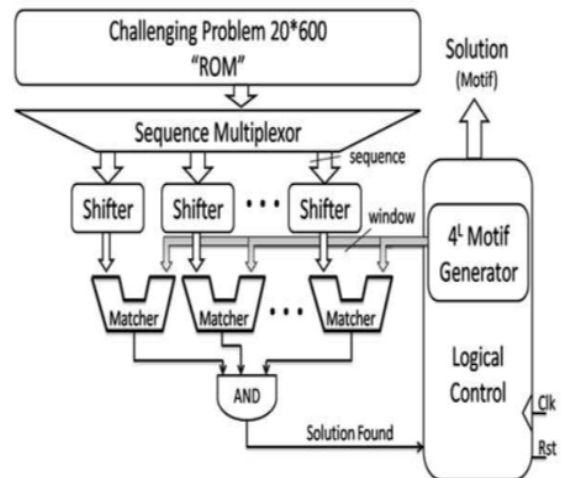 Challenging Problem 20*600
“ROM”
Solution
(Motif)
Sequence Multiplexor
sequence
Shifter
Shifter
• • •
Shifter
window
4ᴸ Motif
Generator
Matcher
Matcher
• • •
Matcher
Logical
Control
AND
Clk
Solution Found
Rst